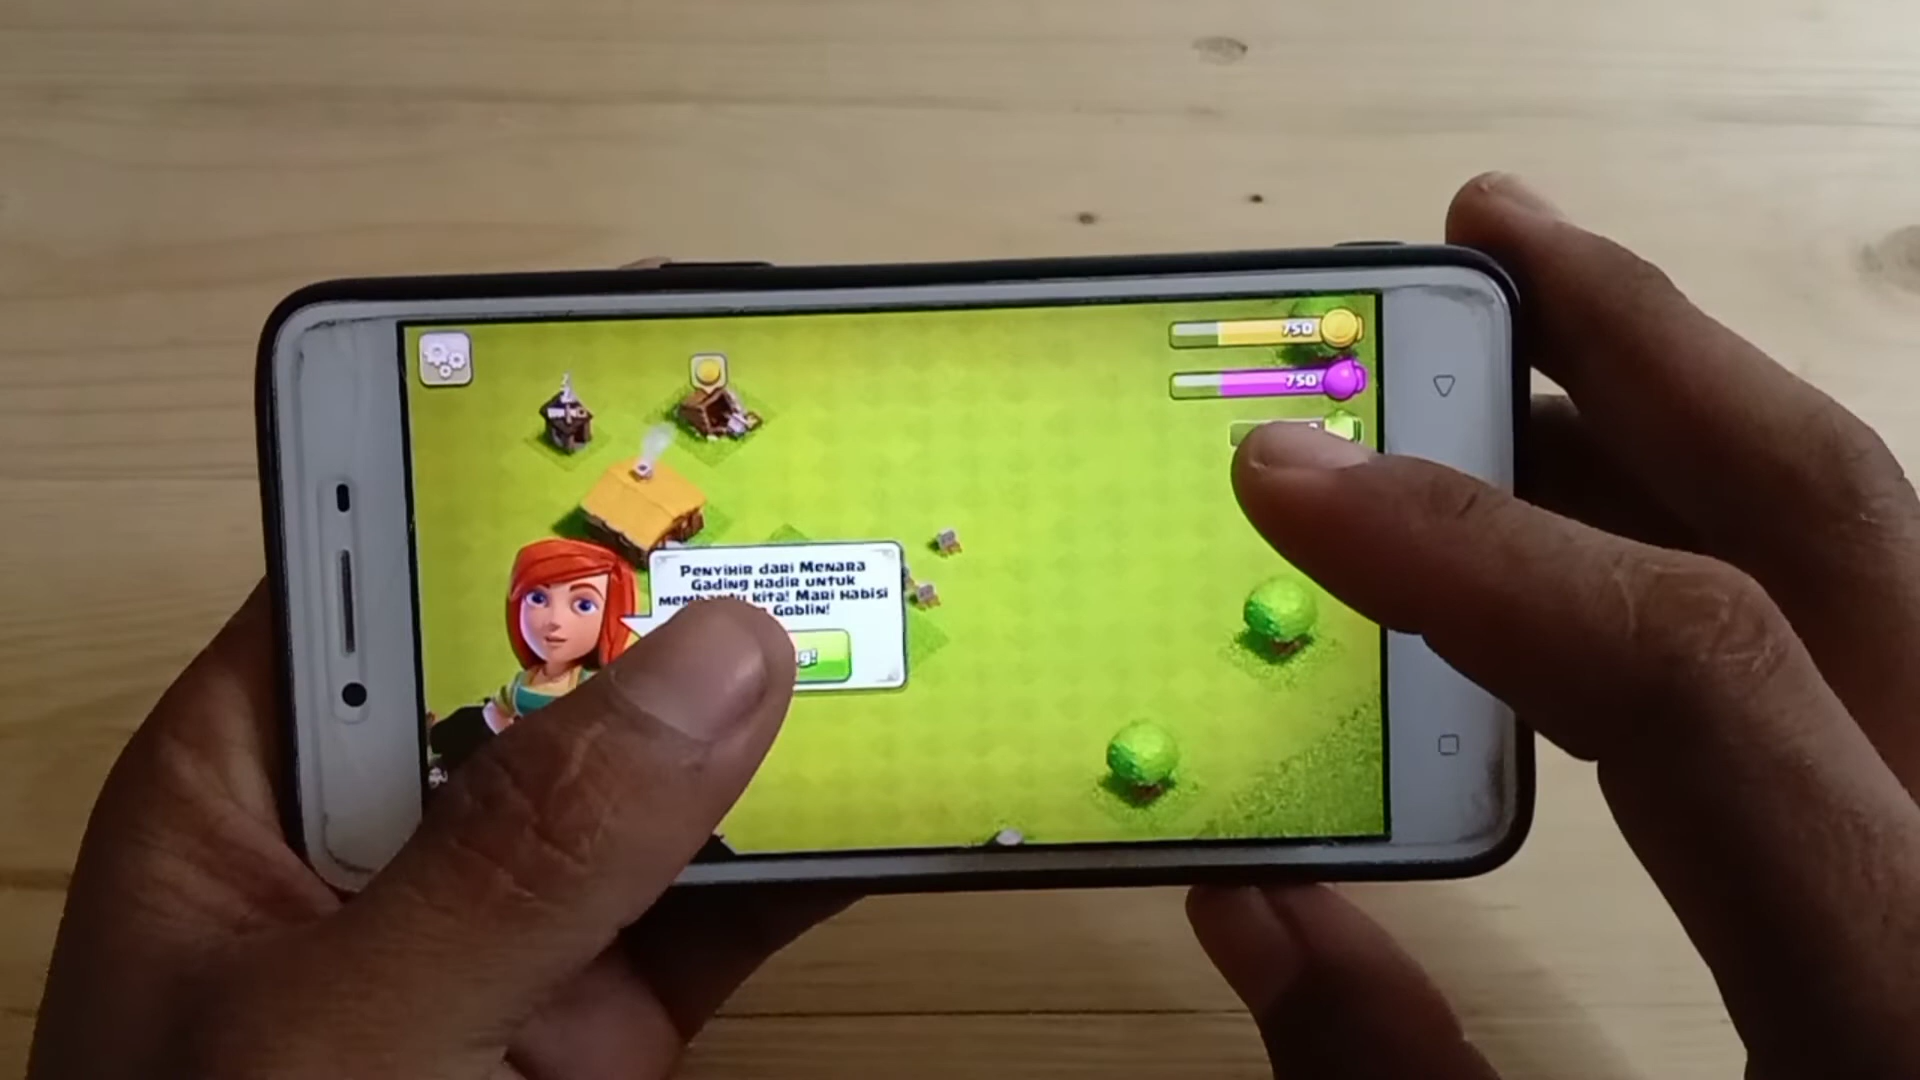 750
750
Penyihir dari Menara
Gading hadir untuk
kita! Mari habisi
Goblin!